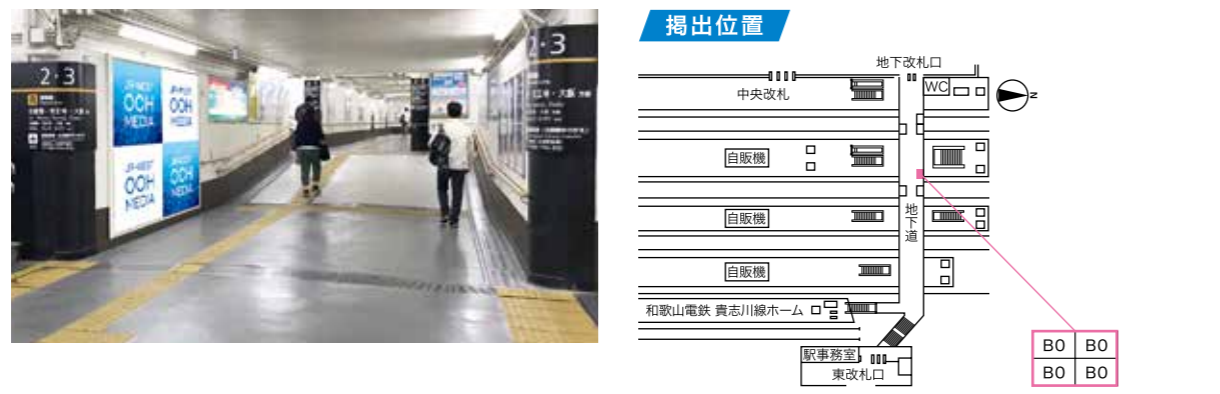 2・3
JR-WEST
OOH
MEDIA
JR-WEST
OOH
MEDIA
JR-WEST
OOH
MEDIA
JR-WEST
OOH
MEDIA
2・3
掲出位置
地下改札口
中央改札
WC
N
自販機
自販機
地下道
自販機
和歌山電鉄 貴志川線ホーム
駅事務室
東改札口
B0 B0
B0 B0